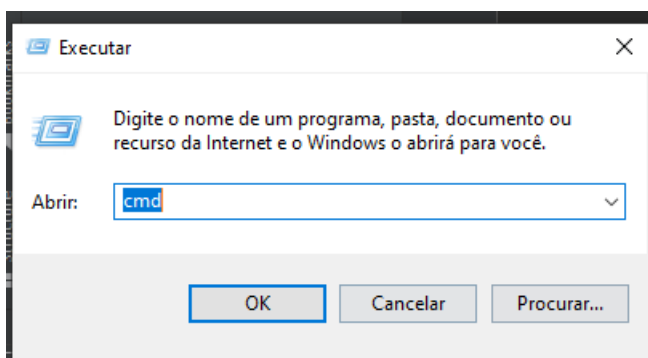 Executar
Digite o nome de um programa, pasta, documento ou
recurso da Internet e o Windows o abrirá para você.
Abrir: cmd
OK Cancelar Procurar...